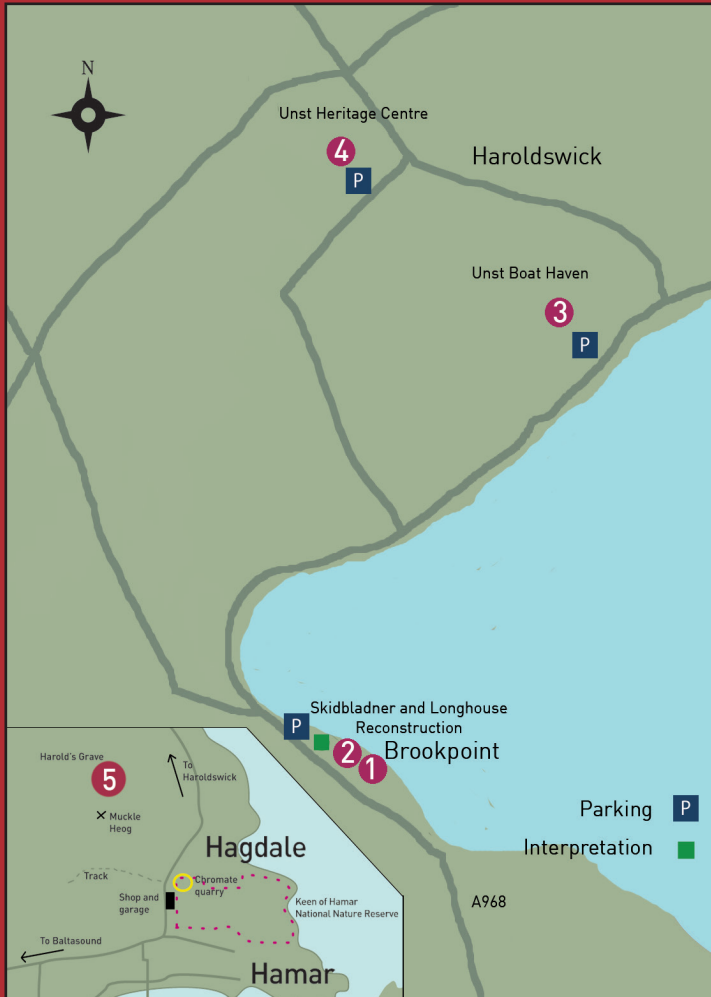 N
Unst Heritage Centre
4
P
Haroldswick
Unst Boat Haven
3
P
Skidbladner and Longhouse
Reconstruction
P
2
Brookpoint
1
Parking P
Interpretation
A968
Harold's Grave
5
To
Haroldswick
Muckle
Heog
Hagdale
Track
Chromate
quarry
Shop and
garage
Keen of Hamar
National Nature Reserve
To Baltasound
Hamar